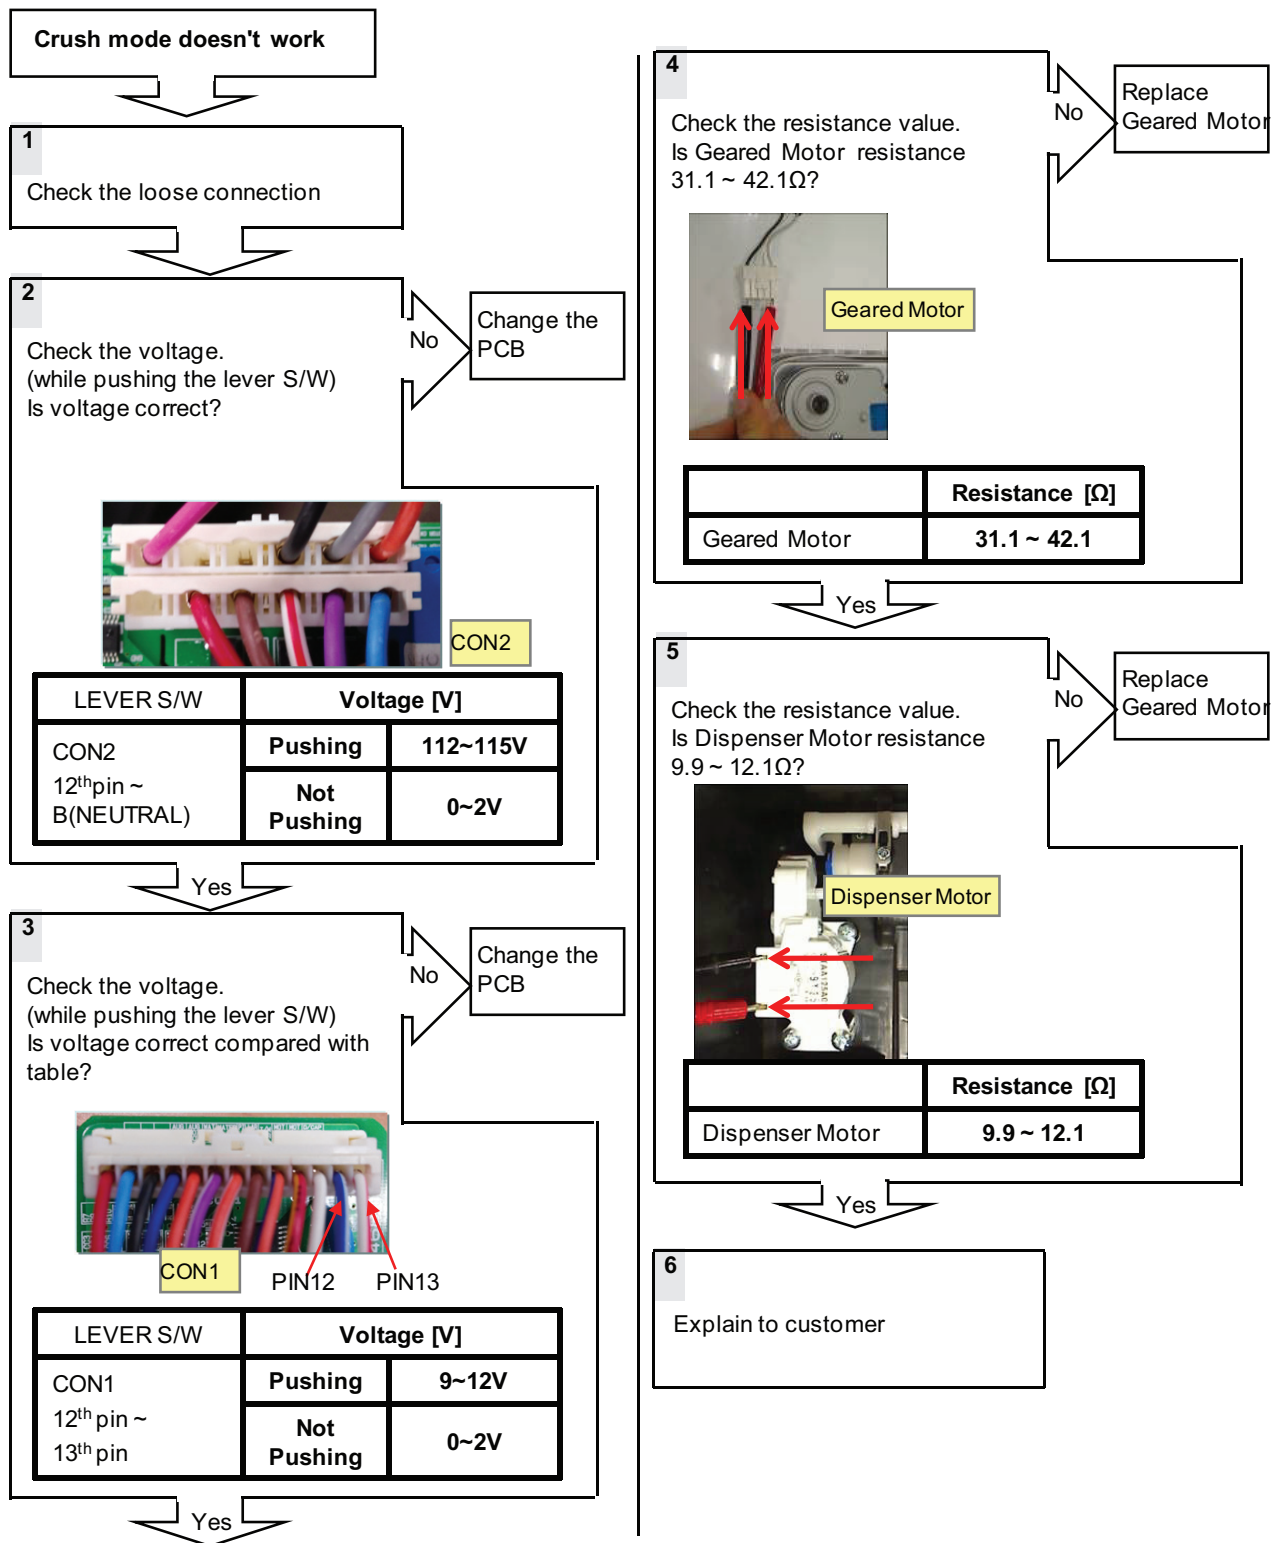 Crush mode doesn't work
1
Check the loose connection
2
Check the voltage.
(while pushing the lever S/W)
Is voltage correct?
No
Change the
PCB
CON2
LEVER S/W
Voltage [V]
CON2
12th pin ~
B(NEUTRAL)
Pushing
112~115V
Not
Pushing
0~2V
Yes
3
Check the voltage.
(while pushing the lever S/W)
Is voltage correct compared with
table?
No
Change the
PCB
CON1
PIN12
PIN13
LEVER S/W
Voltage [V]
CON1
12th pin ~
13th pin
Pushing
9~12V
Not
Pushing
0~2V
Yes
4
Check the resistance value.
Is Geared Motor resistance
31.1 ~ 42.1Ω?
No
Replace
Geared Motor
Geared Motor
Resistance [Ω]
Geared Motor
31.1 ~ 42.1
Yes
5
Check the resistance value.
Is Dispenser Motor resistance
9.9 ~ 12.1Ω?
No
Replace
Geared Motor
Dispenser Motor
Resistance [Ω]
Dispenser Motor
9.9 ~ 12.1
Yes
6
Explain to customer